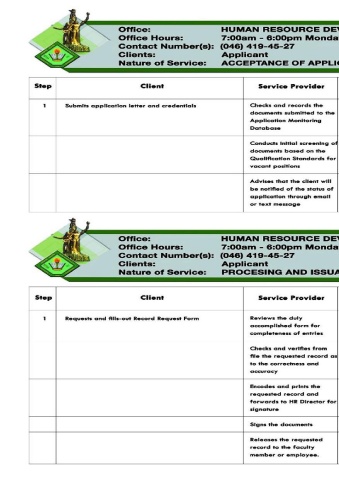 Office: HUMAN RESOURCE DEV
Office Hours: 7:00am - 6:00pm Monda
Contact Number(s): (046) 419-45-27
Clients: Applicant
Nature of Service: ACCEPTANCE OF APPLIC
Step Client Service Provider
1 Submits application letter and credentials Checks and records the
documents submitted to the
Application Monitoring
Database
Conducts initial screening of
documents based on the
Qualification Standards for
vacant positions
Advises that the client will
be notified of the status of
application through email
or text message
Office: HUMAN RESOURCE DEV
Office Hours: 7:00am - 6:00pm Monda
Contact Number(s): (046) 419-45-27
Clients: Applicant
Nature of Service: PROCESING AND ISSUA
Step Client Service Provider
1 Requests and fills-out Record Request Form Reviews the duly
accomplished form for
completeness of entries
Checks and verifies from
file the requested record as
to the correctness and
accuracy
Encodes and prints the
requested record and
forwards to HR Director for
signature
Signs the documents
Releases the requested
record to the faculty
member or employee.